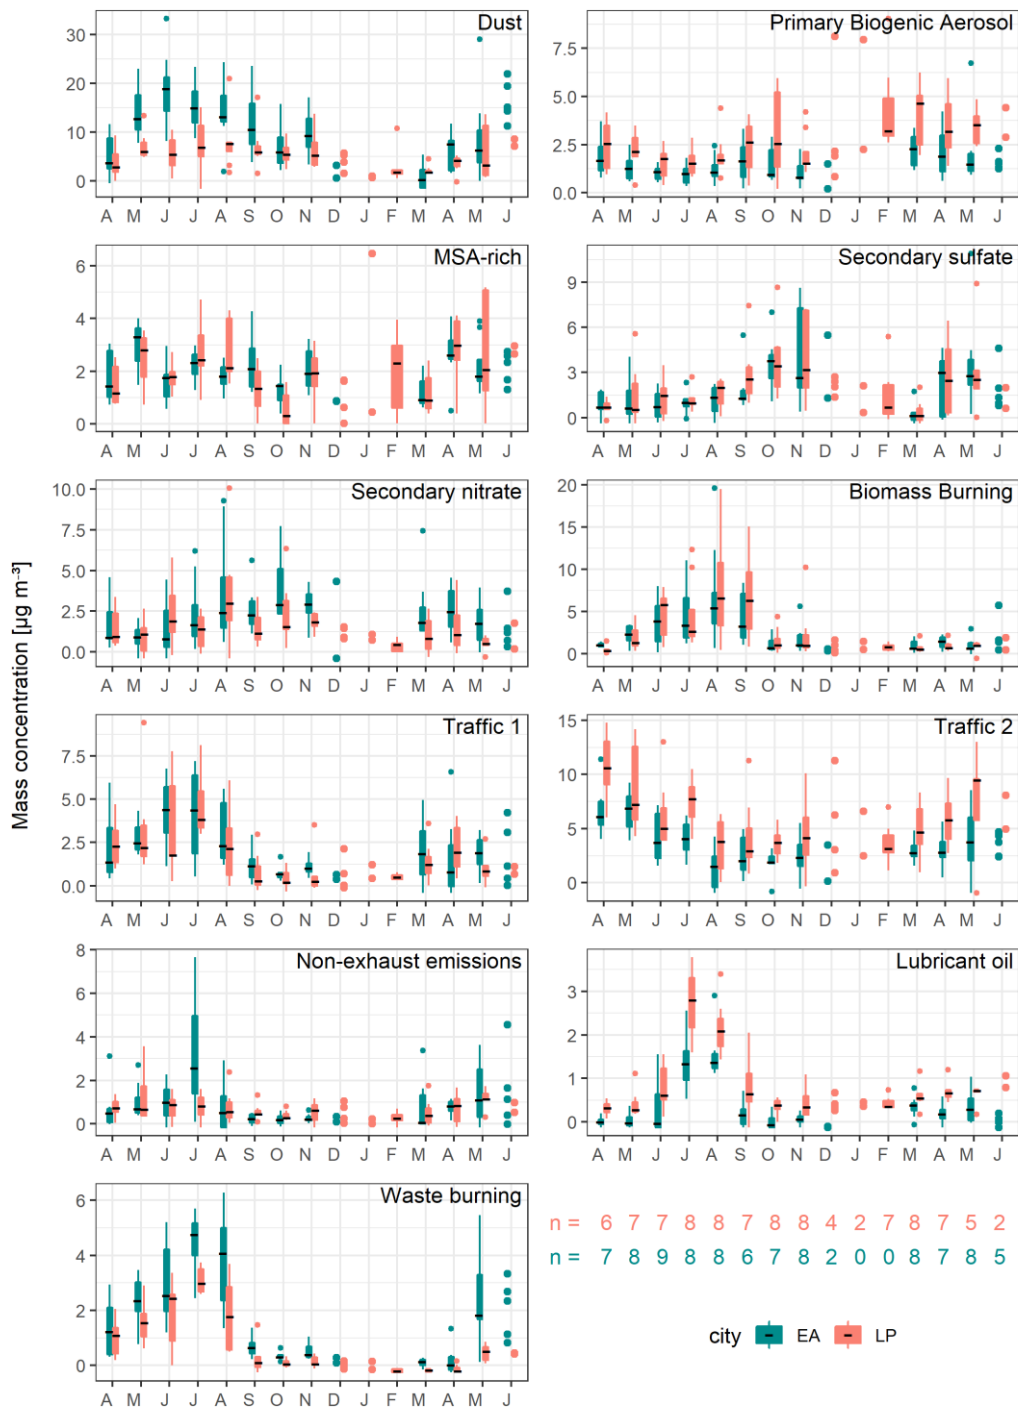 Dust
30
20
10
0
A M J J A S O N D J F M A M J
Primary Biogenic Aerosol
7.5
5.0
2.5
0.0
A M J J A S O N D J F M A M J
MSA-rich
6
4
2
0
A M J J A S O N D J F M A M J
Secondary sulfate
9
6
3
0
A M J J A S O N D J F M A M J
Mass concentration [µg m⁻³]
Secondary nitrate
10.0
7.5
5.0
2.5
0.0
A M J J A S O N D J F M A M J
Biomass Burning
20
15
10
5
0
A M J J A S O N D J F M A M J
Traffic 1
7.5
5.0
2.5
0.0
A M J J A S O N D J F M A M J
Traffic 2
15
10
5
0
A M J J A S O N D J F M A M J
Non-exhaust emissions
8
6
4
2
0
A M J J A S O N D J F M A M J
Lubricant oil
3
2
1
0
A M J J A S O N D J F M A M J
Waste burning
6
4
2
0
A M J J A S O N D J F M A M J
n = 6 7 7 8 8 7 8 8 4 2 7 8 7 5 2
n = 7 8 9 8 8 6 7 8 2 0 0 8 7 8 5
city EA LP